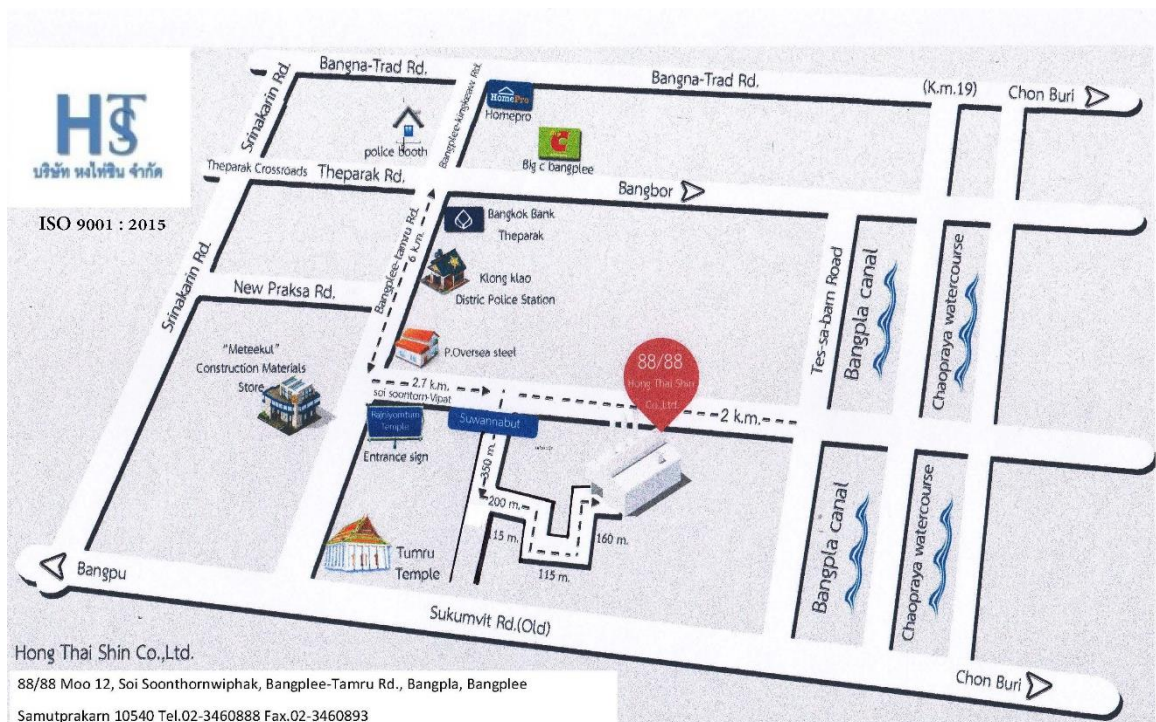 HTS
บริษัท หงไท่ชิน จำกัด
ISO 9001 : 2015
Srinakarin Rd.
Bangna-Trad Rd.
Bangplee-kingkeaw Rd.
HomePro
Homepro
Bangna-Trad Rd.
(K.m.19)
Chon Buri
police booth
Big c bangplee
Theparak Crossroads
Theparak Rd.
Bangbor
Bangkok Bank
Theparak
Bangplee-tamru Rd.
6 k.m.
Klong klao
Distric Police Station
Srinakarin Rd.
New Praksa Rd.
Tes-sa-barn Road
Bangpla canal
Chaopraya watercourse
P.Oversea steel
"Meteekul"
Construction Materials
Store
2.7 k.m.
soi soontorn-Vipat
88/88
Hong Thai Shin
Co.,Ltd.
2 k.m.
Rajniyomtan
Temple
Suwannabut
Entrance sign
350 m.
200 m.
115 m.
115 m.
160 m.
Bangpla canal
Chaopraya watercourse
Tumru
Temple
Bangpu
Sukumvit Rd.(Old)
Chon Buri
Hong Thai Shin Co.,Ltd.
88/88 Moo 12, Soi Soonthornwiphak, Bangplee-Tamru Rd., Bangpla, Bangplee
Samutprakarn 10540 Tel.02-3460888 Fax.02-3460893